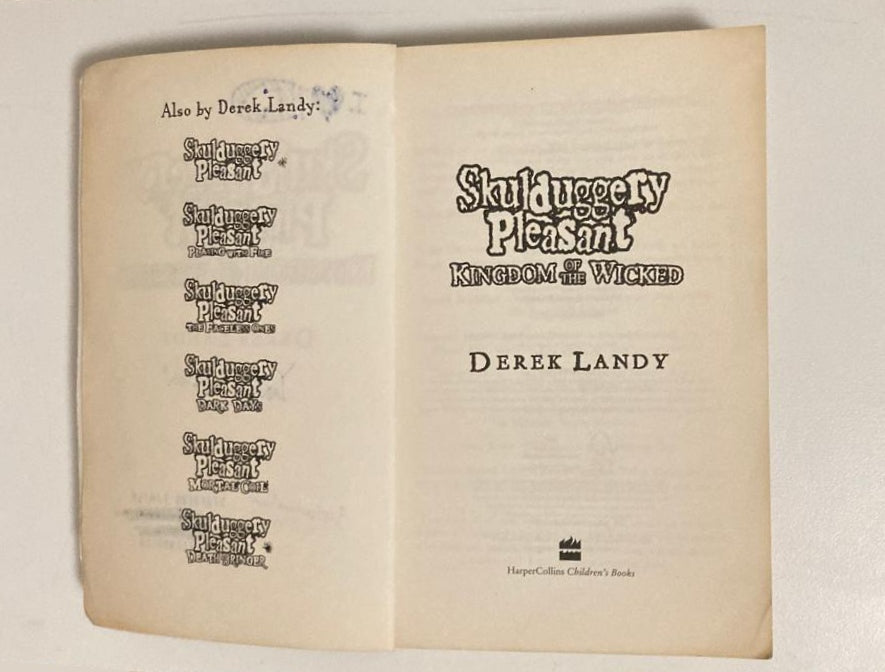 Also by Derek Landy:
Skulduggery
Pleasant
Skulduggery
Pleasant
Playing with Fire
Skulduggery
Pleasant
The Faceless Ones
Skulduggery
Pleasant
Dark Days
Skulduggery
Pleasant
Mortal Coil
Skulduggery
Pleasant
Death Bringer
Skulduggery
Pleasant
Kingdom of the Wicked
Derek Landy
HarperCollins Children's Books